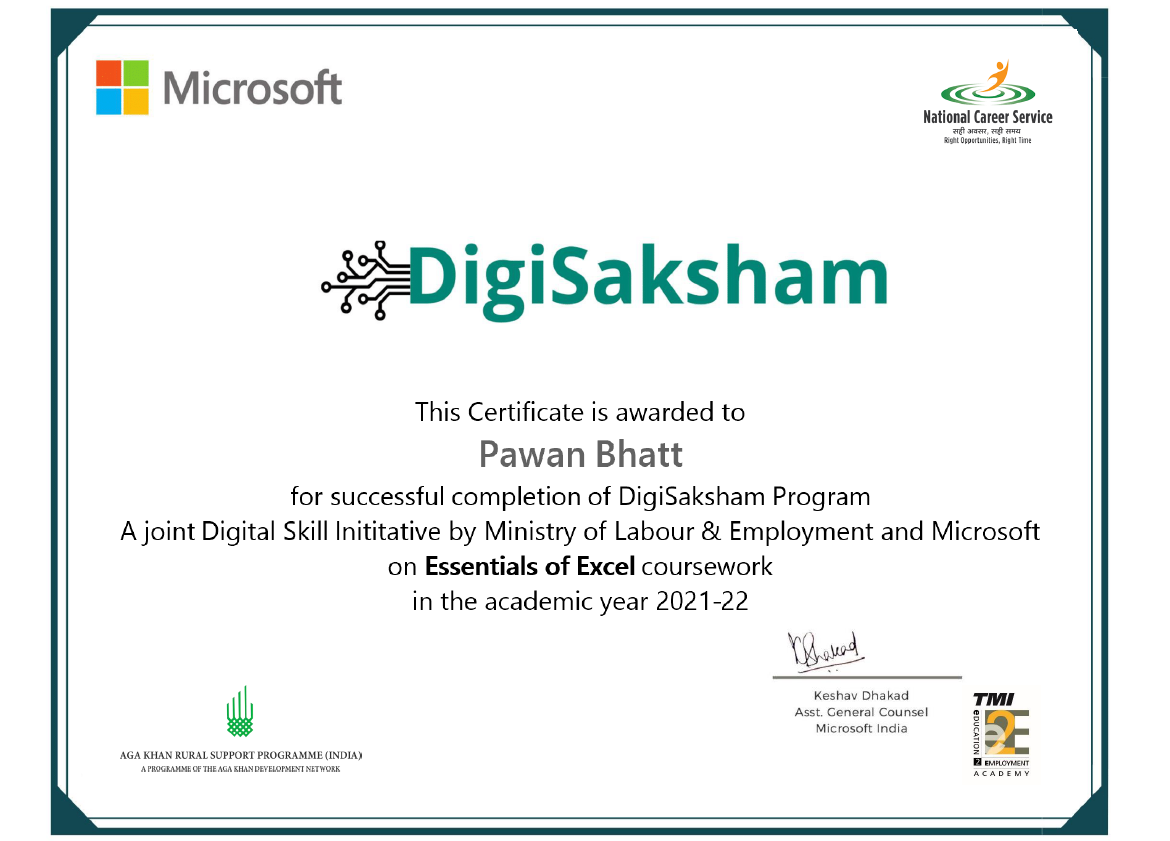 Microsoft
National Career Service
सही अवसर, सही समय
Right Opportunities, Right Time
DigiSaksham
This Certificate is awarded to
Pawan Bhatt
for successful completion of DigiSaksham Program
A joint Digital Skill Inititative by Ministry of Labour & Employment and Microsoft
on Essentials of Excel coursework
in the academic year 2021-22
KDhakad
Keshav Dhakad
Asst. General Counsel
Microsoft India
AGA KHAN RURAL SUPPORT PROGRAMME (INDIA)
A PROGRAMME OF THE AGA KHAN DEVELOPMENT NETWORK
TMI
e2E
eDUCATION
2 EMPLOYMENT
ACADEMY